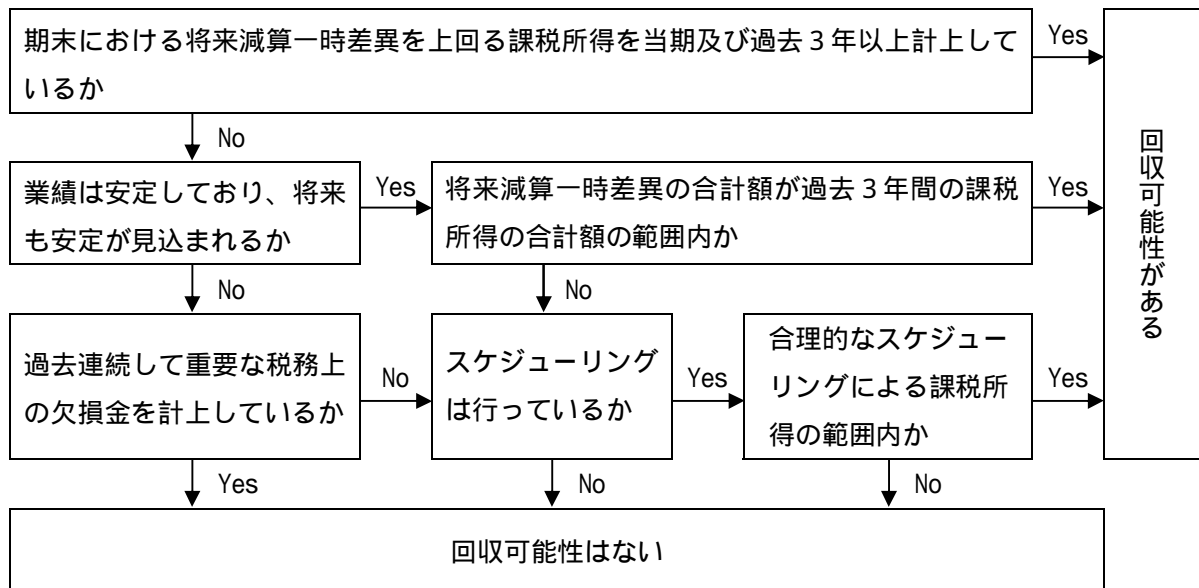 期末における将来減算一時差異を上回る課税所得を当期及び過去３年以上計上して
いるか
Yes
No
業績は安定しており、将来
も安定が見込まれるか
Yes
将来減算一時差異の合計額が過去３年間の課税
所得の合計額の範囲内か
Yes
回収可能性がある
No
No
過去連続して重要な税務上
の欠損金を計上しているか
No
スケジューリング
は行っているか
Yes
合理的なスケジュー
リングによる課税所
得の範囲内か
Yes
Yes
No
No
回収可能性はない